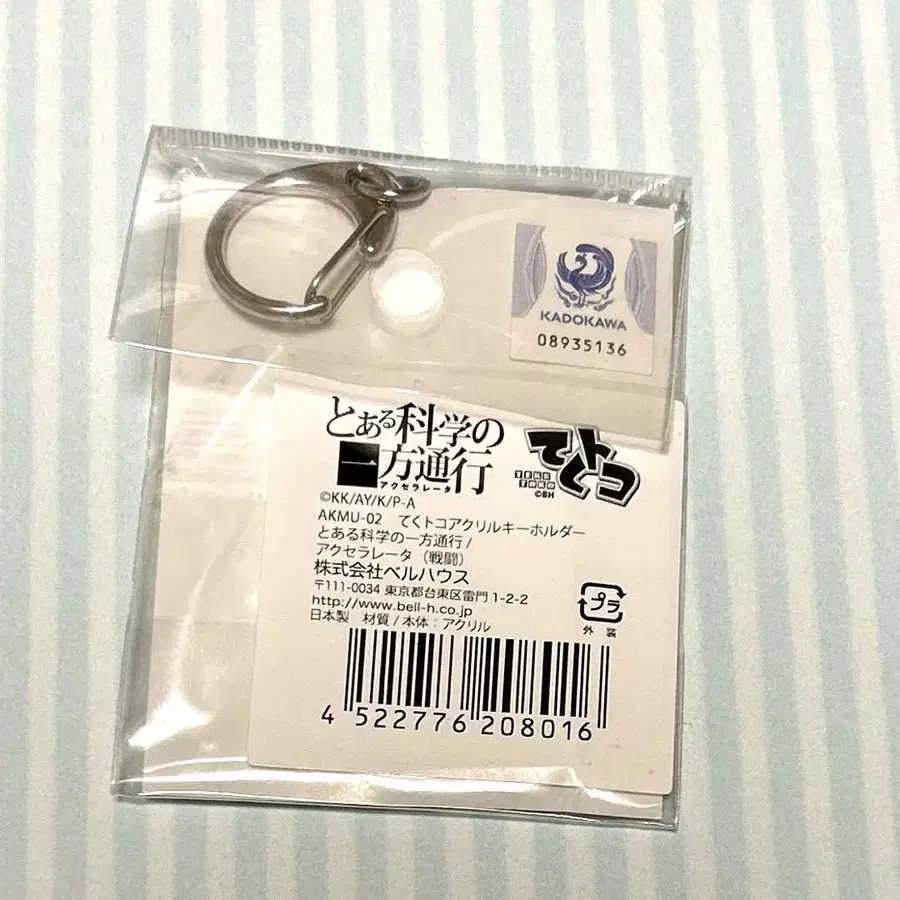 KADOKAWA
08935136
とある科学の
一方通行
アクセラレータ
てくトコ
TEKU
TOKO
©BH
©KK/AY/K/P-A
AKMU-02 てくトコアクリルキーホルダー
とある科学の一方通行/
アクセラレータ（戦闘）
株式会社ベルハウス
〒111-0034 東京都台東区雷門 1-2-2
http://www.bell-h.co.jp
日本製 材質/本体：アクリル
プラ
外装
4 522776 208016